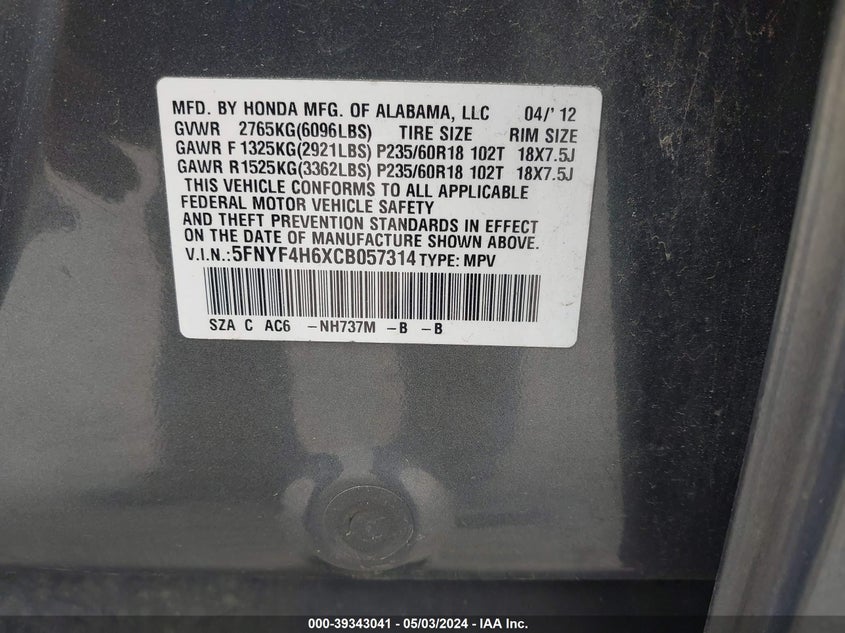 MFD. BY HONDA MFG. OF ALABAMA, LLC 04/' 12
GVWR 2765KG(6096LBS) TIRE SIZE RIM SIZE
GAWR F 1325KG(2921LBS) P235/60R18 102T 18X7.5J
GAWR R1525KG(3362LBS) P235/60R18 102T 18X7.5J
THIS VEHICLE CONFORMS TO ALL APPLICABLE
FEDERAL MOTOR VEHICLE SAFETY
AND THEFT PREVENTION STANDARDS IN EFFECT
ON THE DATE OF MANUFACTURE SHOWN ABOVE.
V.I.N.:5FNYF4H6XCB057314 TYPE: MPV
SZA C AC6 -NH737M -B -B
000-39343041 - 05/03/2024 - IAA Inc.